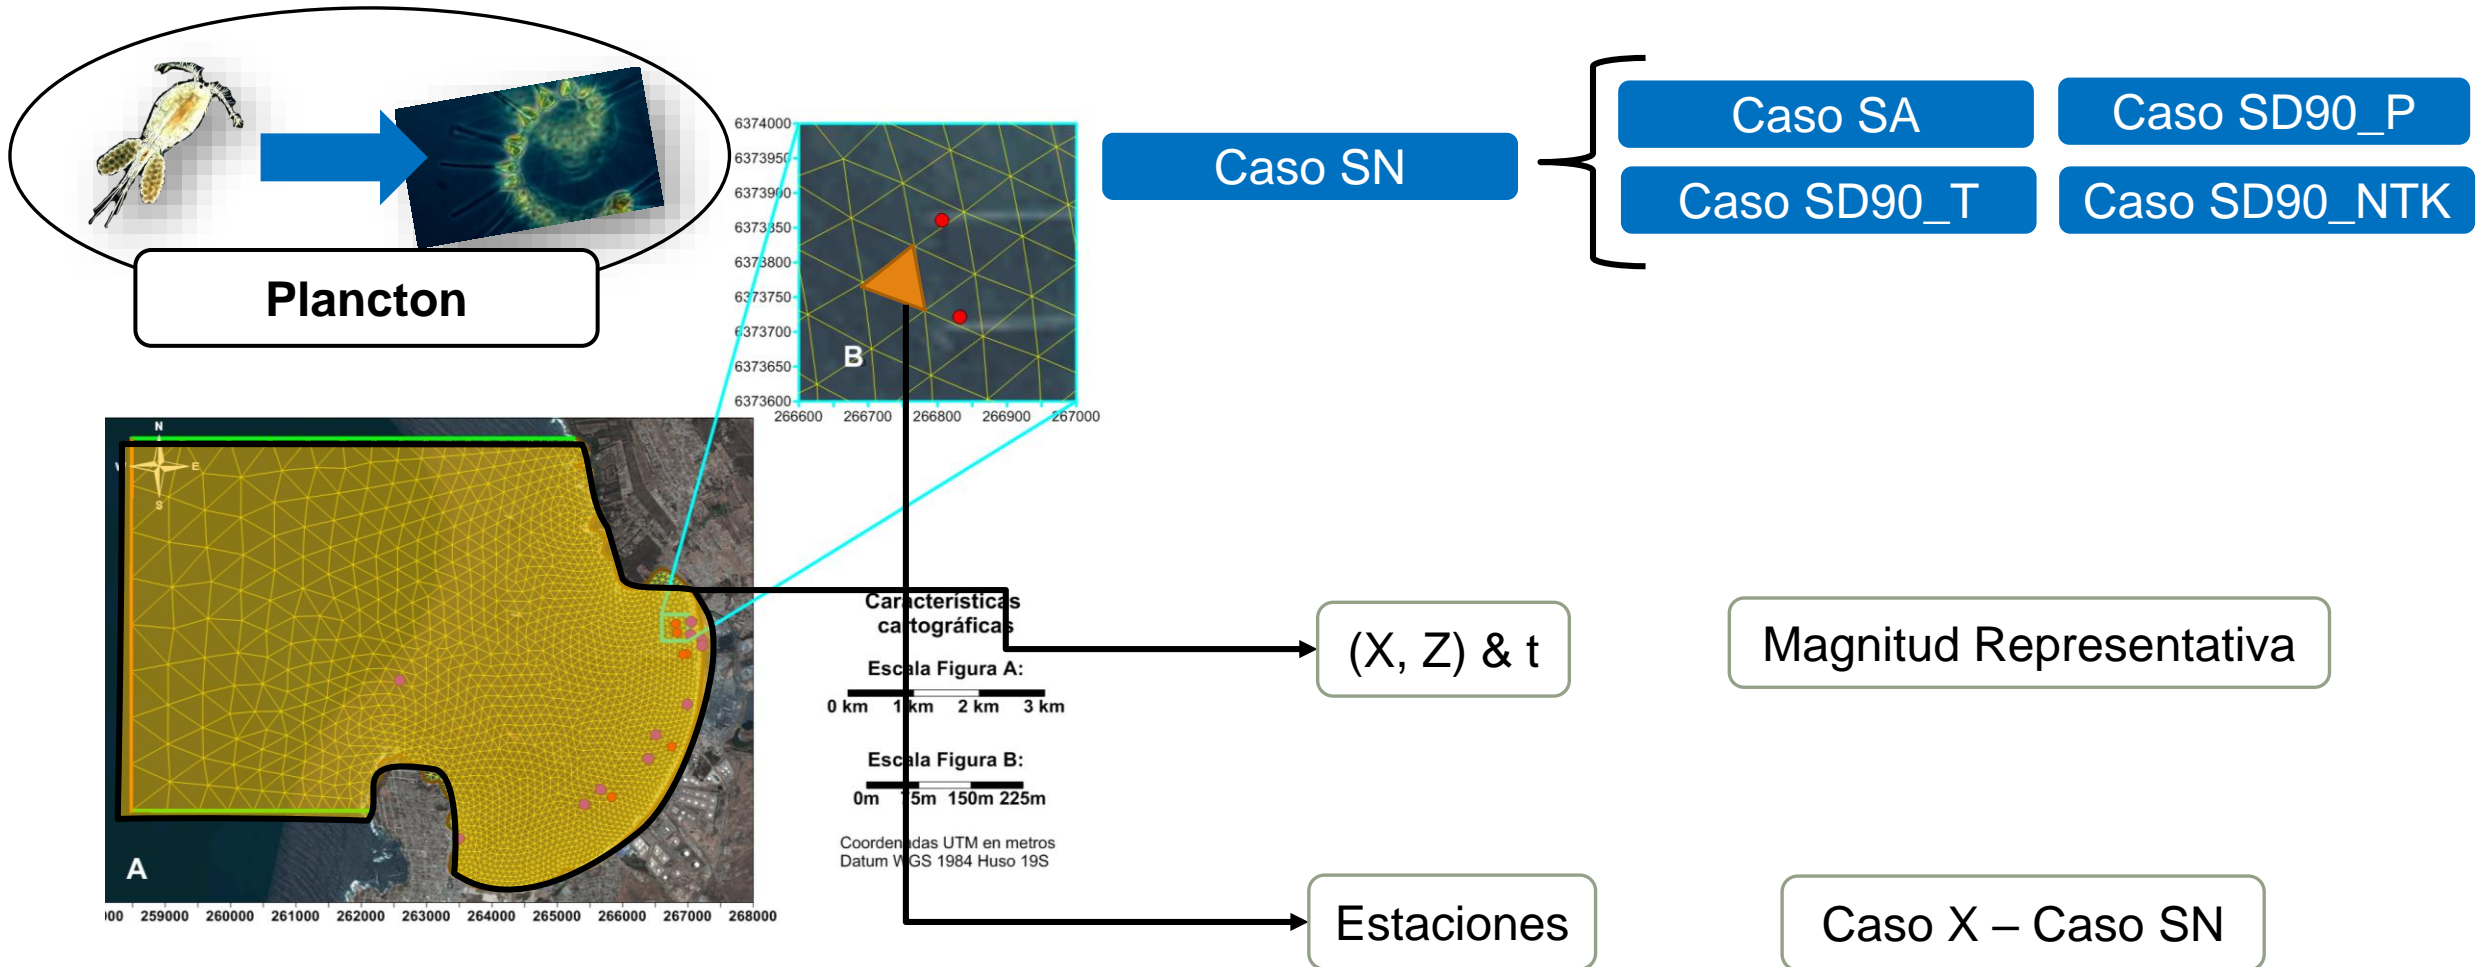 Plancton
6374000
6373950
6373900
6373850
6373800
6373750
6373700
6373650
6373600
B
266600 266700 266800 266900 267000
Caso SN
Caso SA
Caso SD90_P
Caso SD90_T
Caso SD90_NTK
N
E
S
A
259000 260000 261000 262000 263000 264000 265000 266000 267000 268000
Características
cartográficas
Escala Figura A:
0 km 1 km 2 km 3 km
Escala Figura B:
0m 75m 150m 225m
Coordenadas UTM en metros
Datum WGS 1984 Huso 19S
(X, Z) & t
Magnitud Representativa
Estaciones
Caso X – Caso SN